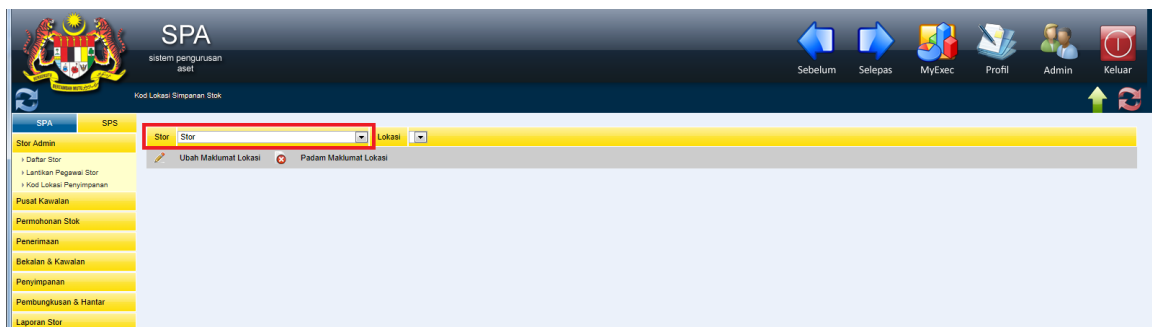 SPA
sistem pengurusan
aset
Sebelum Selepas MyExec Profil Admin Keluar
Kod Lokasi Simpanan Stok
SPA SPS
Stor Stor Lokasi
Ubah Maklumat Lokasi Padam Maklumat Lokasi
Stor Admin
› Daftar Stor
› Lantikan Pegawai Stor
› Kod Lokasi Penyimpanan
Pusat Kawalan
Permohonan Stok
Penerimaan
Bekalan & Kawalan
Penyimpanan
Pembungkusan & Hantar
Laporan Stor